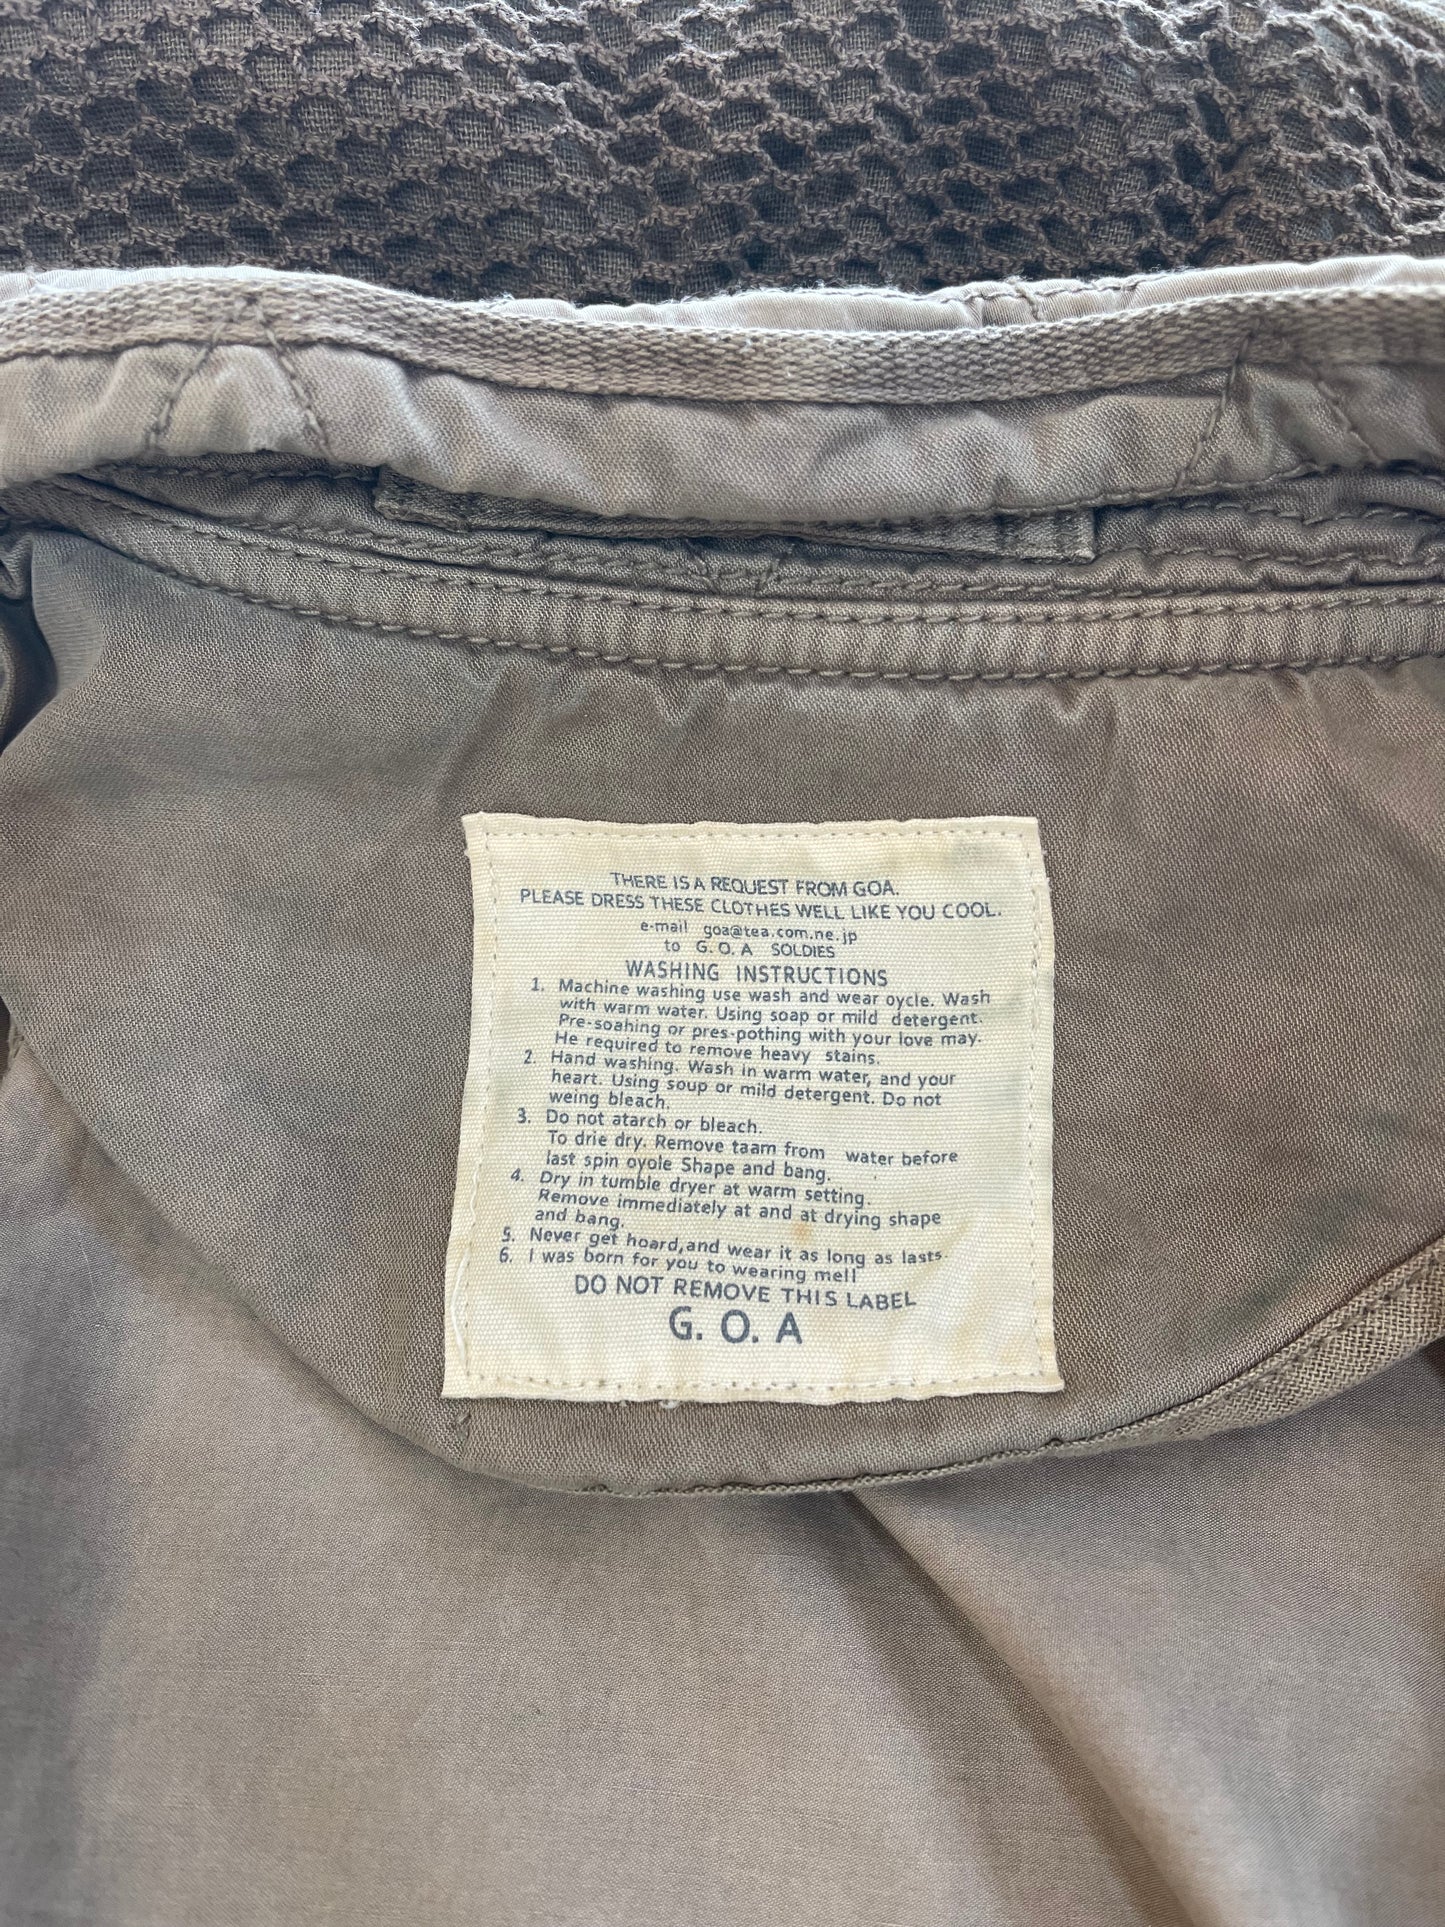 THERE IS A REQUEST FROM GOA.
PLEASE DRESS THESE CLOTHES WELL LIKE YOU COOL.
e-mail goa@tea.com.ne.jp
to G. O. A SOLDIES
WASHING INSTRUCTIONS
1. Machine washing use wash and wear oycle. Wash
with warm water. Using soap or mild detergent.
Pre-soahing or pres-pothing with your love may.
He required to remove heavy stains.
2. Hand washing. Wash in warm water, and your
heart. Using soup or mild detergent. Do not
weing bleach.
3. Do not atarch or bleach.
To drie dry. Remove taam from water before
last spin oyole Shape and bang.
4. Dry in tumble dryer at warm setting.
Remove immediately at and at drying shape
and bang.
5. Never get hoard,and wear it as long as lasts.
6. I was born for you to wearing mell
DO NOT REMOVE THIS LABEL
G. O. A